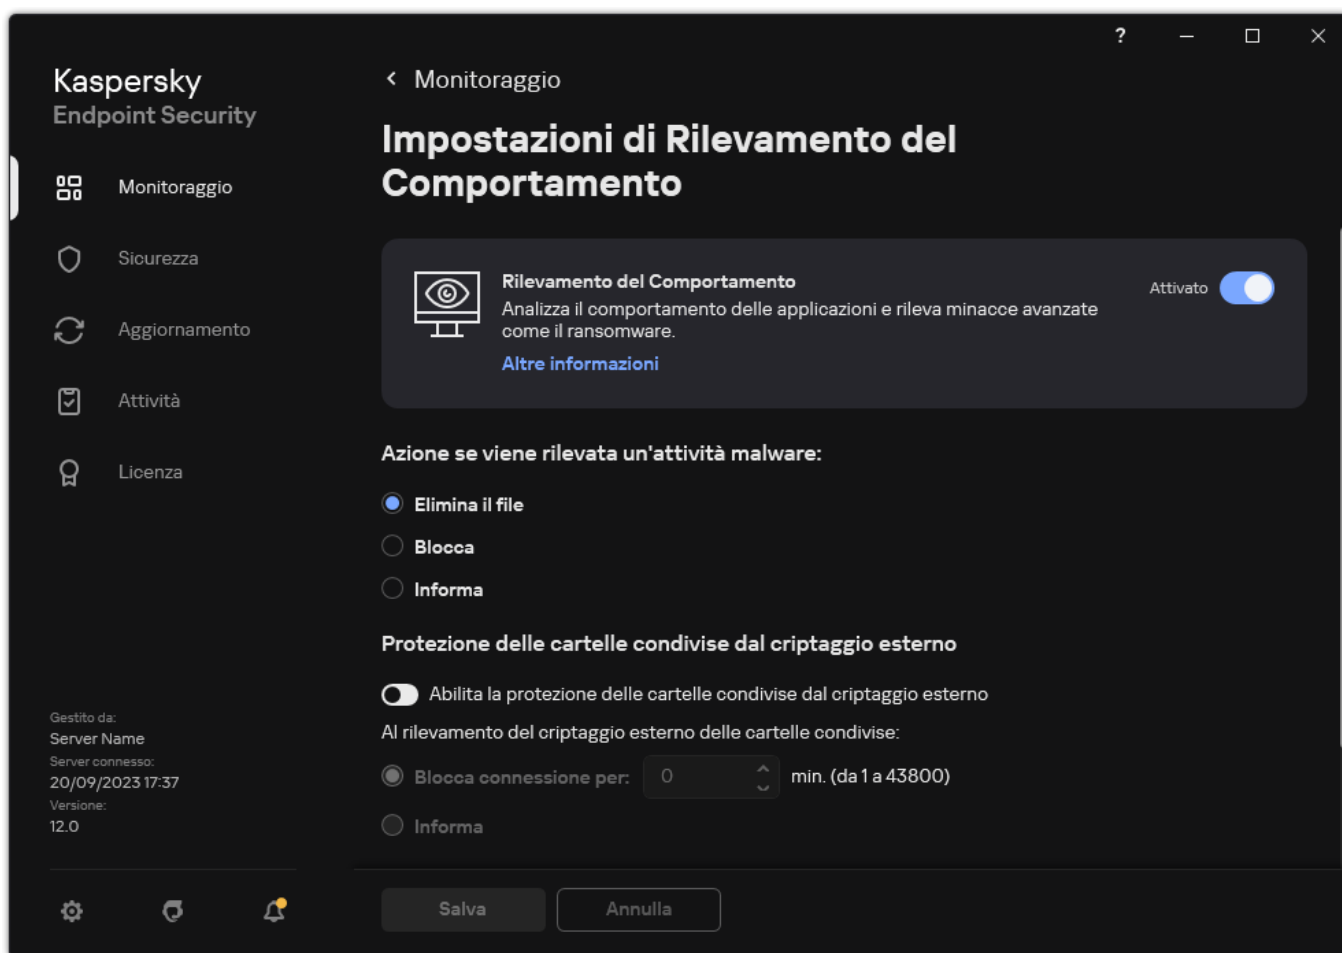 ?
Kaspersky
Endpoint Security
Monitoraggio
Sicurezza
Aggiornamento
Attività
Licenza
Gestito da:
Server Name
Server connesso:
20/09/2023 17:37
Versione:
12.0
Monitoraggio
Impostazioni di Rilevamento del
Comportamento
Rilevamento del Comportamento
Analizza il comportamento delle applicazioni e rileva minacce avanzate
come il ransomware.
Altre informazioni
Attivato
Azione se viene rilevata un'attività malware:
Elimina il file
Blocca
Informa
Protezione delle cartelle condivise dal criptaggio esterno
Abilita la protezione delle cartelle condivise dal criptaggio esterno
Al rilevamento del criptaggio esterno delle cartelle condivise:
Blocca connessione per: 0 min. (da 1 a 43800)
Informa
Salva Annulla